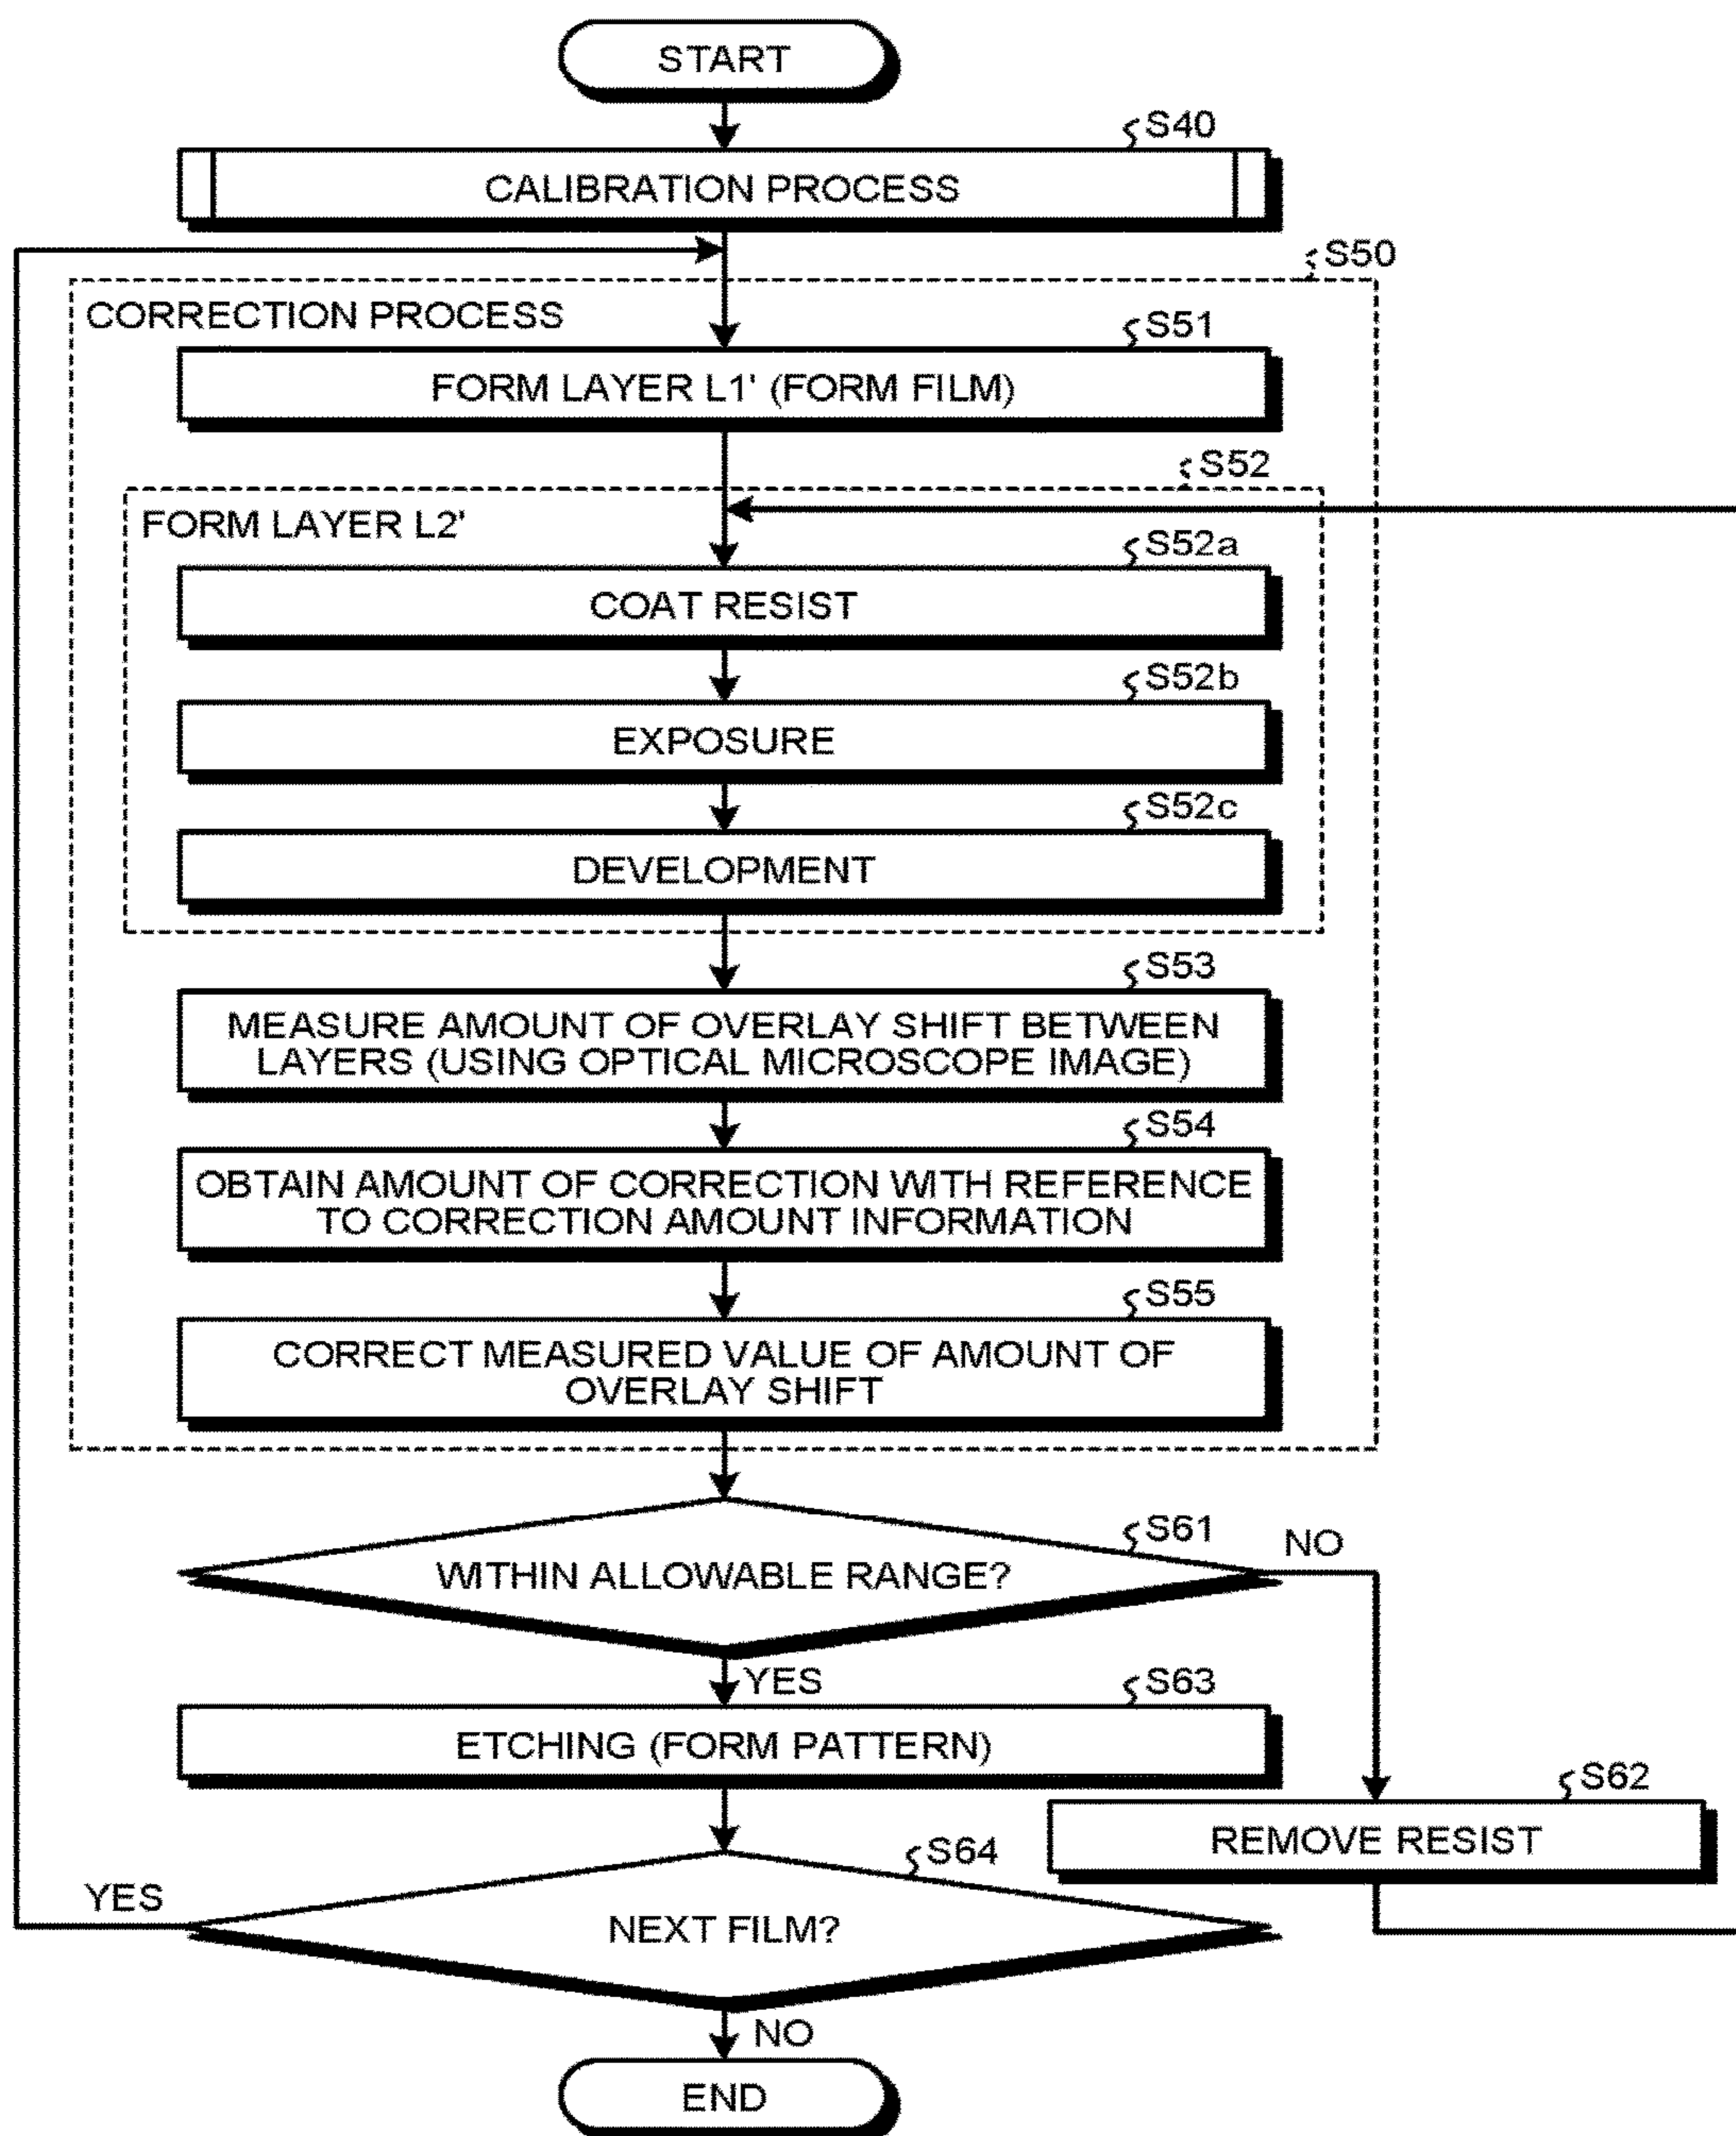 START
S40
CALIBRATION PROCESS
S50
CORRECTION PROCESS
S51
FORM LAYER L1' (FORM FILM)
S52
FORM LAYER L2'
S52a
COAT RESIST
S52b
EXPOSURE
S52c
DEVELOPMENT
S53
MEASURE AMOUNT OF OVERLAY SHIFT BETWEEN
LAYERS (USING OPTICAL MICROSCOPE IMAGE)
S54
OBTAIN AMOUNT OF CORRECTION WITH REFERENCE
TO CORRECTION AMOUNT INFORMATION
S55
CORRECT MEASURED VALUE OF AMOUNT OF
OVERLAY SHIFT
S61
NO
WITHIN ALLOWABLE RANGE?
YES
S63
ETCHING (FORM PATTERN)
S62
REMOVE RESIST
S64
YES
NEXT FILM?
NO
END